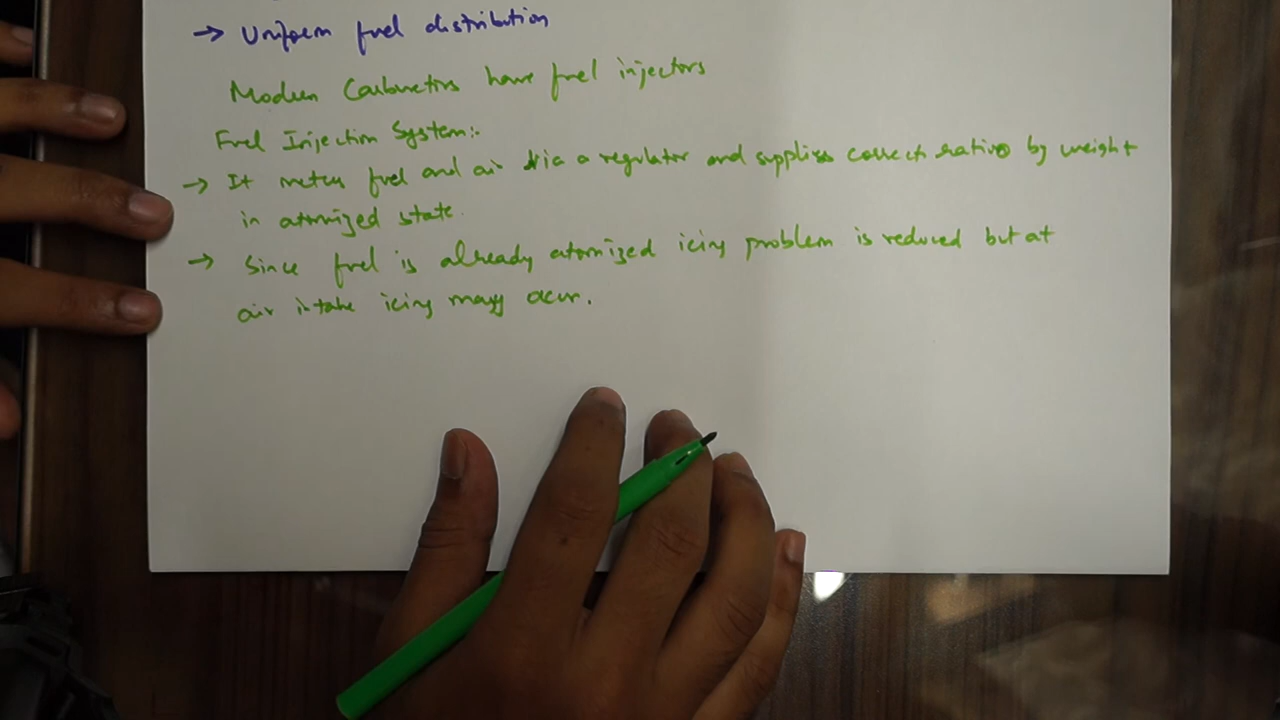 → Uniform fuel distribution
Modern Carburetors have fuel injectors
Fuel Injection System:-
→ It meters fuel and air via a regulator and supplies correct ratio by weight
in atomized state.
→ Since fuel is already atomized icing problem is reduced but at
air intake icing may occur.